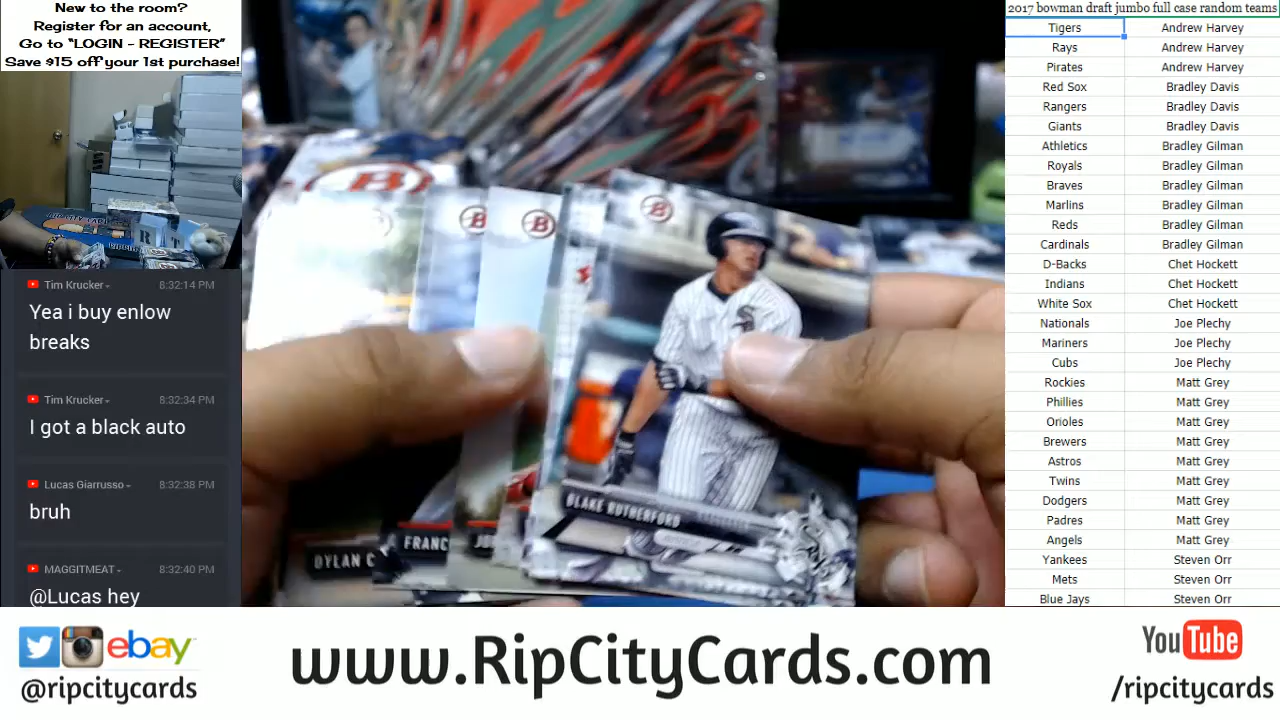 New to the room?
Register for an account,
Go to "LOGIN - REGISTER"
Save $15 off your 1st purchase!
Tim Krucker
8:32:14 PM
Yea i buy enlow
breaks
Tim Krucker
8:32:34 PM
I got a black auto
Lucas Giarrusso
8:32:38 PM
bruh
MAGGITMEAT
8:32:40 PM
@Lucas hey
B
B
B
B
DYLAN C
FRANC
BLAKE RUTHERFORD
2017 bowman draft jumbo full case random teams
Tigers Andrew Harvey
Rays Andrew Harvey
Pirates Andrew Harvey
Red Sox Bradley Davis
Rangers Bradley Davis
Giants Bradley Davis
Athletics Bradley Gilman
Royals Bradley Gilman
Braves Bradley Gilman
Marlins Bradley Gilman
Reds Bradley Gilman
Cardinals Bradley Gilman
D-Backs Chet Hockett
Indians Chet Hockett
White Sox Chet Hockett
Nationals Joe Plechy
Mariners Joe Plechy
Cubs Joe Plechy
Rockies Matt Grey
Phillies Matt Grey
Orioles Matt Grey
Brewers Matt Grey
Astros Matt Grey
Twins Matt Grey
Dodgers Matt Grey
Padres Matt Grey
Angels Matt Grey
Yankees Steven Orr
Mets Steven Orr
Blue Jays Steven Orr
ebay
@ripcitycards
www.RipCityCards.com
YouTube
/ripcitycards